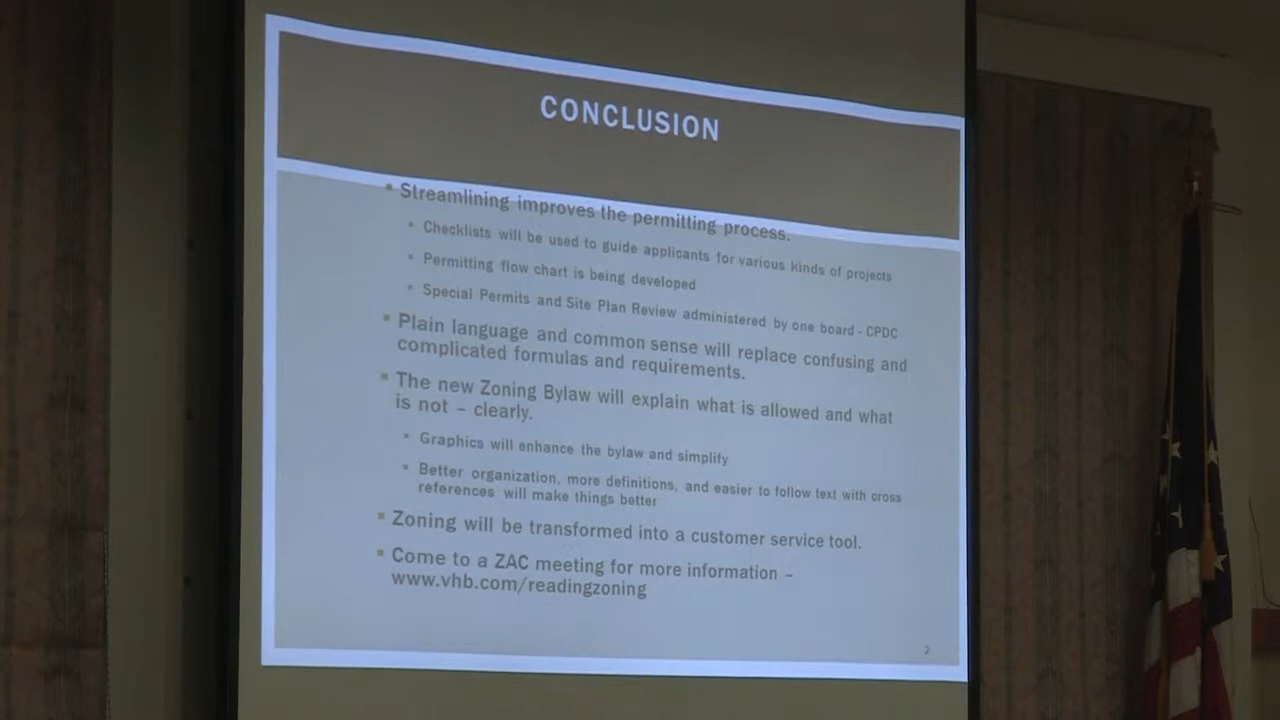 CONCLUSION
Streamlining improves the permitting process.
Checklists will be used to guide applicants for various kinds of projects
Permitting flow chart is being developed
Special Permits and Site Plan Review administered by one board - CPDC
Plain language and common sense will replace confusing and
complicated formulas and requirements.
The new Zoning Bylaw will explain what is allowed and what
is not – clearly.
Graphics will enhance the bylaw and simplify
Better organization, more definitions, and easier to follow text with cross
references will make things better
Zoning will be transformed into a customer service tool.
Come to a ZAC meeting for more information –
www.vhb.com/readingzoning
2